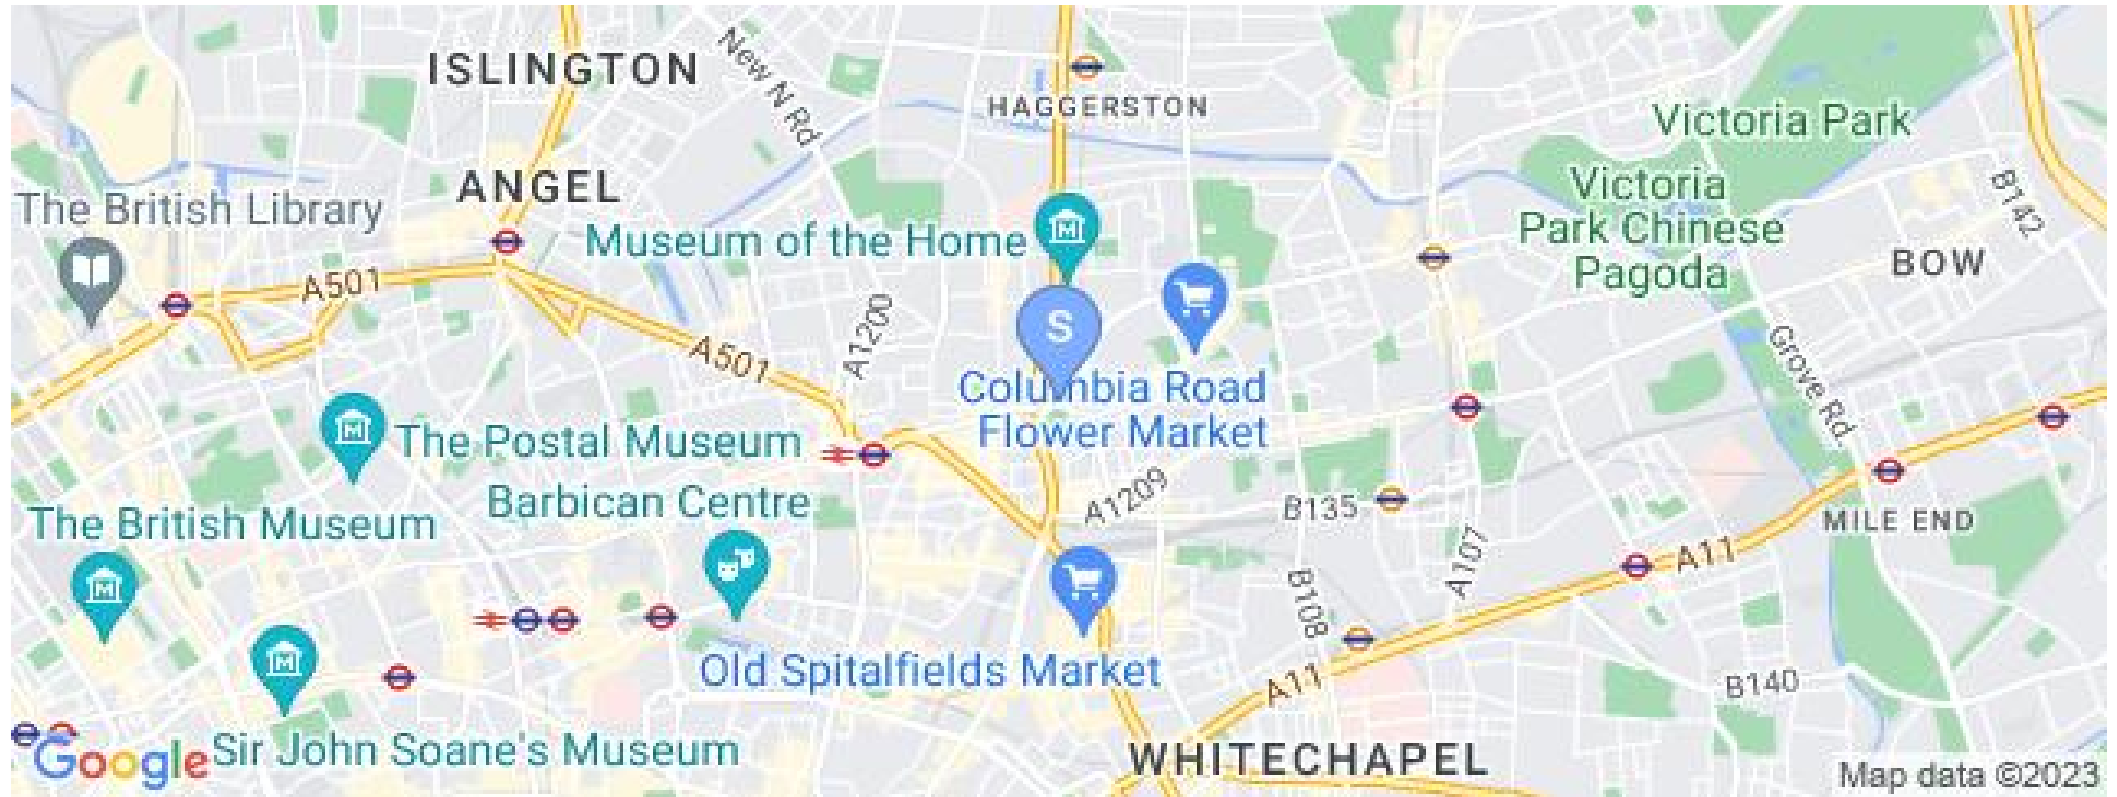 ISLINGTON
New N Rd
HAGGERSTON
Victoria Park
ANGEL
The British Library
Victoria
Park Chinese
Pagoda
B142
Museum of the Home
BOW
A501
A1200
S
A501
Grove Rd
Columbia Road
Flower Market
The Postal Museum
Barbican Centre
A1209
B135
The British Museum
MILE END
A107
A11
B108
Old Spitalfields Market
A11
B140
Sir John Soane's Museum
Google
WHITECHAPEL
Map data ©2023